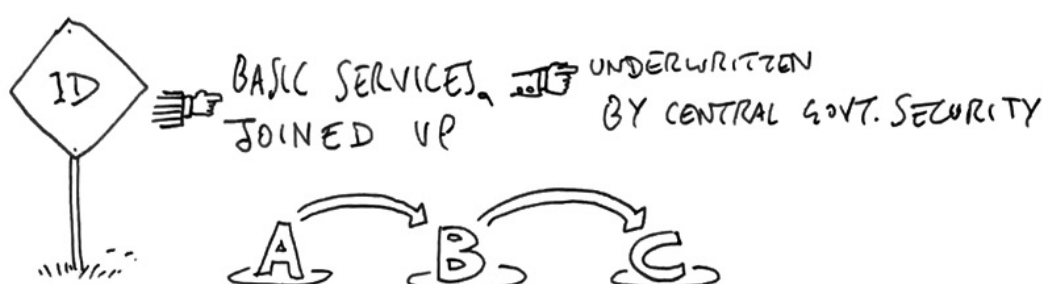 ID
BASIC SERVICES,
JOINED UP
UNDERWRITTEN
BY CENTRAL GOVT. SECURITY
A B C